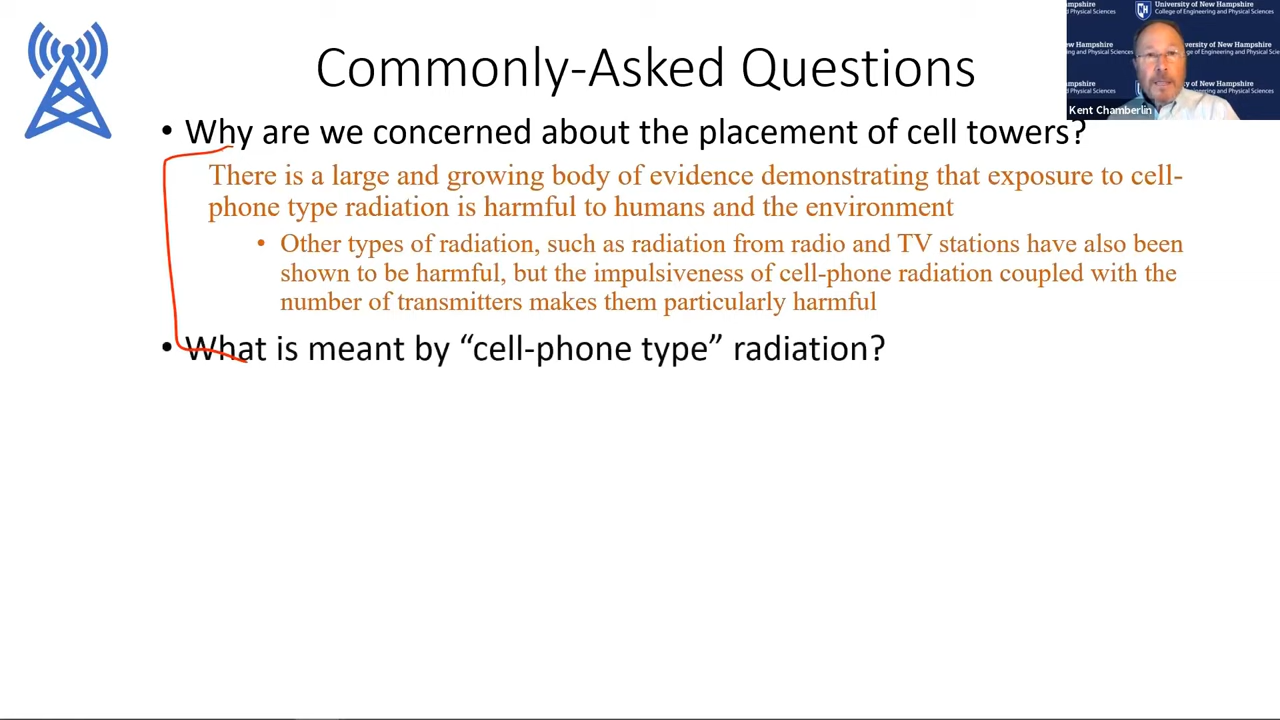 Commonly-Asked Questions
• Why are we concerned about the placement of cell towers?
There is a large and growing body of evidence demonstrating that exposure to cell-
phone type radiation is harmful to humans and the environment
• Other types of radiation, such as radiation from radio and TV stations have also been
shown to be harmful, but the impulsiveness of cell-phone radiation coupled with the
number of transmitters makes them particularly harmful
• What is meant by “cell-phone type” radiation?
University of New Hampshire
College of Engineering and Physical Sciences
Kent Chamberlin